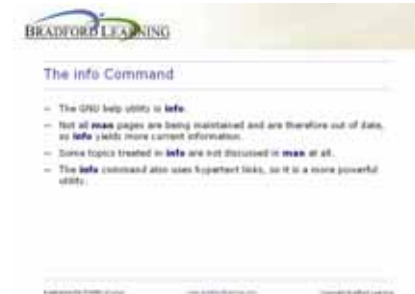 BRADFORD LEARNING
The info Command
– The GNU help utility is info.
– Not all man pages are being maintained and are therefore out of date,
so info yields more current information.
– Some topics treated in info are not discussed in man at all.
– The info command also uses hypertext links, so it is a more powerful
utility.